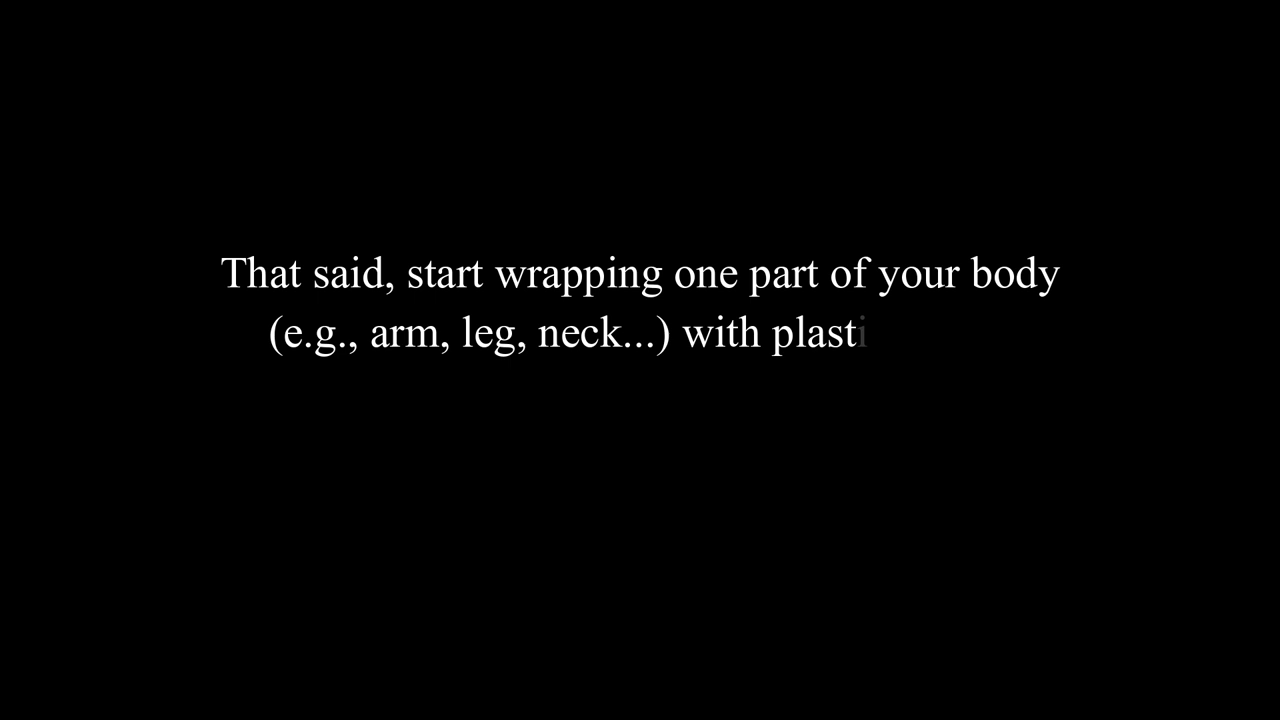 That said, start wrapping one part of your body
(e.g., arm, leg, neck...) with plasti